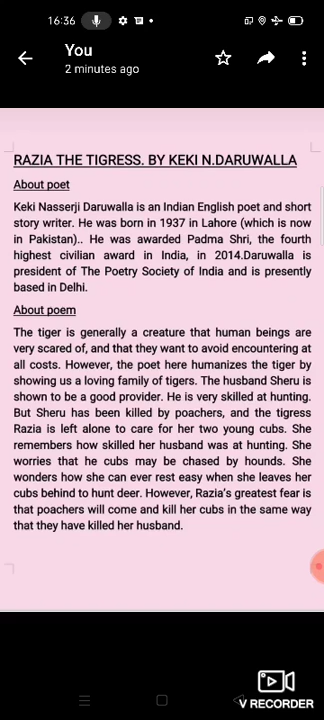 16:36
You
2 minutes ago
RAZIA THE TIGRESS. BY KEKI N.DARUWALLA
About poet
Keki Nasserji Daruwalla is an Indian English poet and short
story writer. He was born in 1937 in Lahore (which is now
in Pakistan).. He was awarded Padma Shri, the fourth
highest civilian award in India, in 2014.Daruwalla is
president of The Poetry Society of India and is presently
based in Delhi.
About poem
The tiger is generally a creature that human beings are
very scared of, and that they want to avoid encountering at
all costs. However, the poet here humanizes the tiger by
showing us a loving family of tigers. The husband Sheru is
shown to be a good provider. He is very skilled at hunting.
But Sheru has been killed by poachers, and the tigress
Razia is left alone to care for her two young cubs. She
remembers how skilled her husband was at hunting. She
worries that he cubs may be chased by hounds. She
wonders how she can ever rest easy when she leaves her
cubs behind to hunt deer. However, Razia's greatest fear is
that poachers will come and kill her cubs in the same way
that they have killed her husband.
V RECORDER